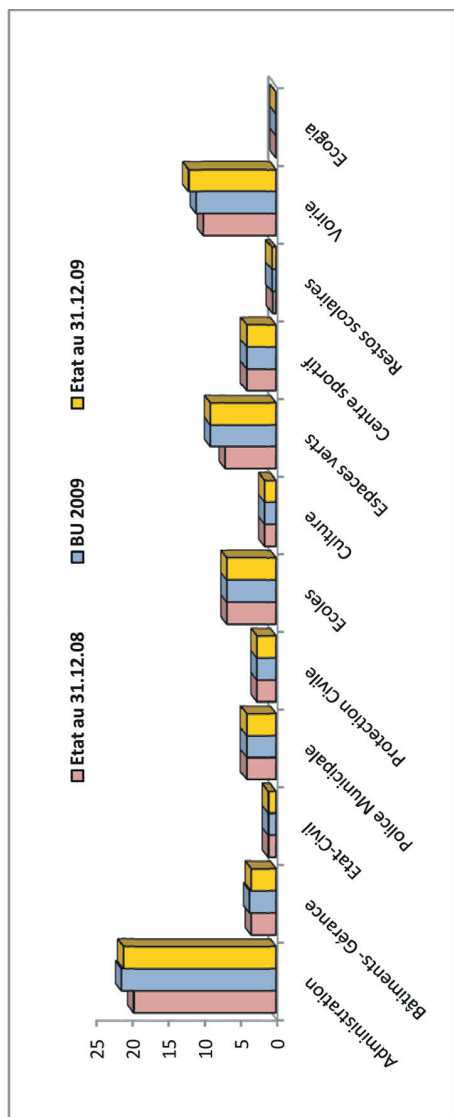 Etat au 31.12.08
BU 2009
Etat au 31.12.09
25
20
15
10
5
0
Administration
Bâtiments- Gérance
Etat-Civil
Police Municipale
Protection Civile
Ecoles
Culture
Espaces verts
Centre sportif
Restos scolaires
Voirie
Ecogia